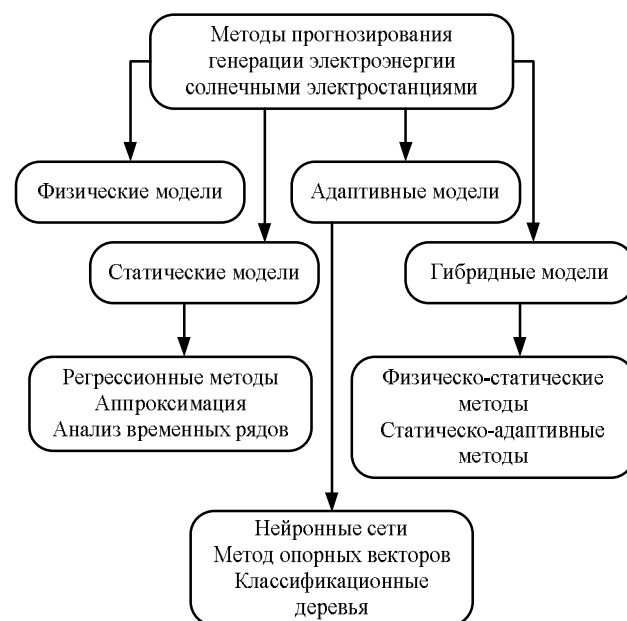 Методы прогнозирования
генерации электроэнергии
солнечными электростанциями
Физические модели
Адаптивные модели
Статические модели
Гибридные модели
Регрессионные методы
Аппроксимация
Анализ временных рядов
Физическо-статические
методы
Статическо-адаптивные
методы
Нейронные сети
Метод опорных векторов
Классификационные
деревья